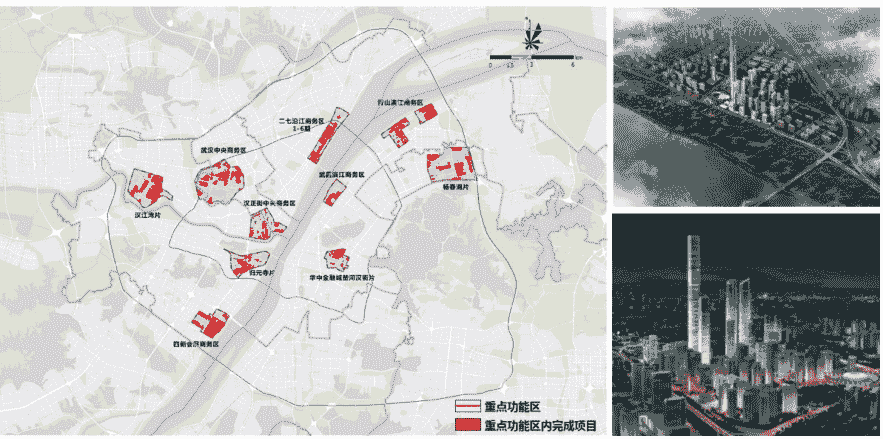 0
6
km
青山滨江商务区
二七沿江商务区
1-6期
武汉中央商务区
武昌滨江商务区
杨春湖片
汉正街中央商务区
汉江湾片
归元寺片
华中金融城楚河汉街片
四新会展商务区
重点功能区
重点功能区内完成项目